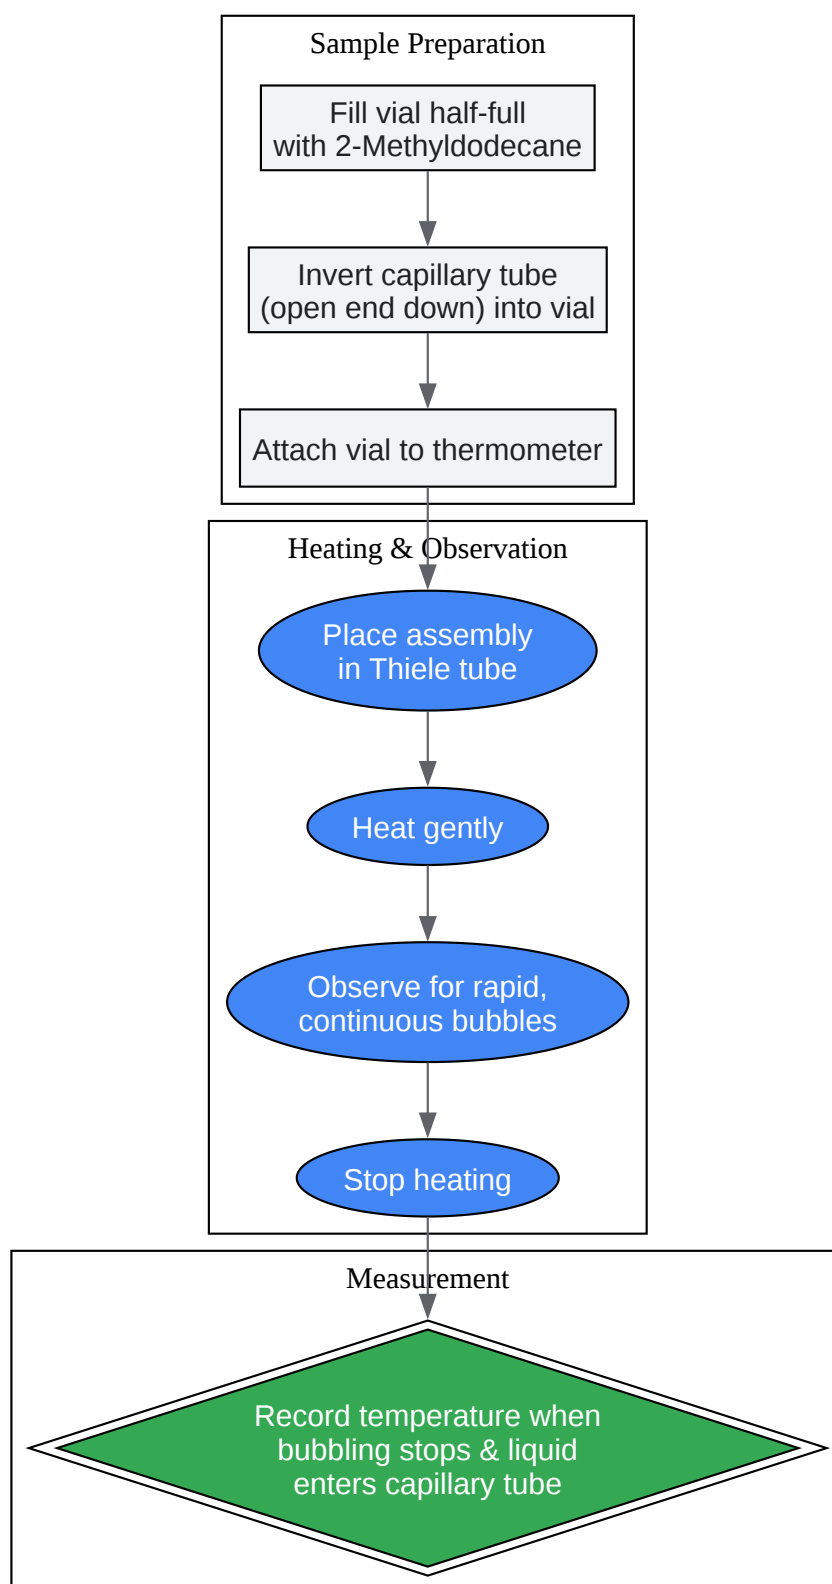 Sample Preparation
Fill vial half-full
with 2-Methyldodecane
Invert capillary tube
(open end down) into vial
Attach vial to thermometer
Heating & Observation
Place assembly
in Thiele tube
Heat gently
Observe for rapid,
continuous bubbles
Stop heating
Measurement
Record temperature when
bubbling stops & liquid
enters capillary tube